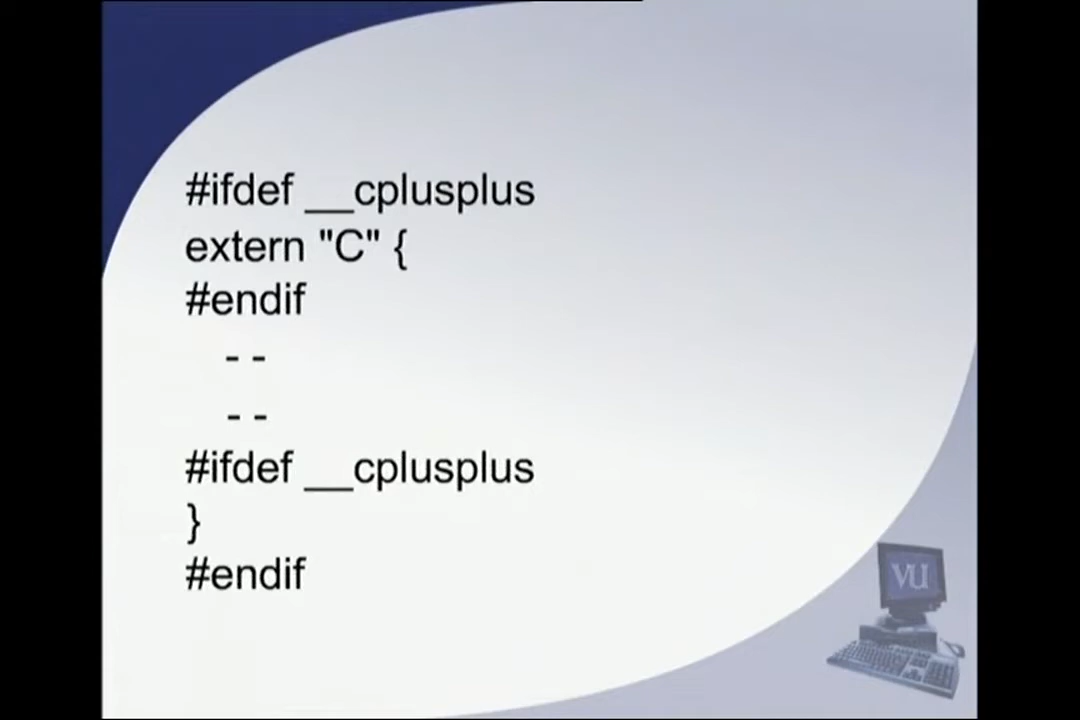 #ifdef __cplusplus
extern "C" {
#endif
- -
- -
#ifdef __cplusplus
}
#endif
VU